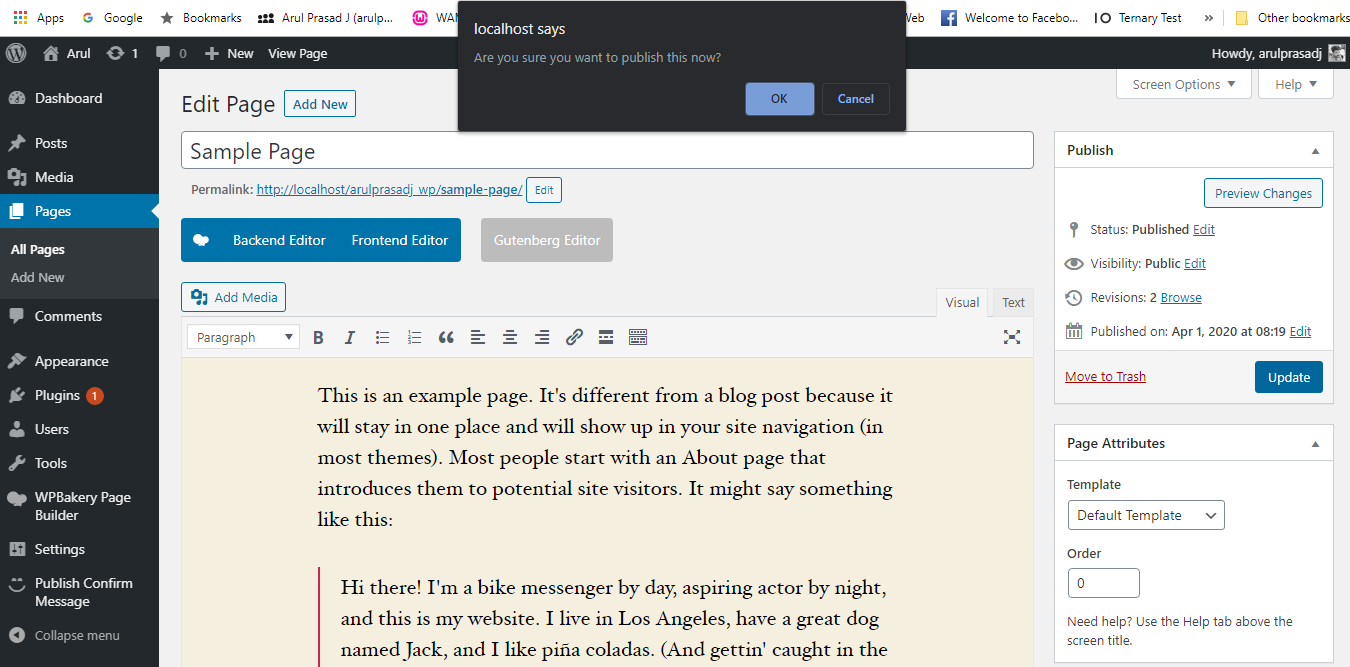 Apps Google Bookmarks Arul Prasad J (arulp... Web Welcome to Facebo... Ternary Test » Other bookmarks
localhost says
Are you sure you want to publish this now?
OK Cancel
Arul 1 0 New View Page Howdy, arulprasadj
Screen Options Help
Dashboard
Posts
Media
Pages
All Pages
Add New
Comments
Appearance
Plugins 1
Users
Tools
WPBakery Page
Builder
Settings
Publish Confirm
Message
Collapse menu
Edit Page Add New
Sample Page
Permalink: http://localhost/arulprasadj_wp/sample-page/ Edit
Backend Editor Frontend Editor Gutenberg Editor
Add Media
Visual Text
Paragraph B I
This is an example page. It's different from a blog post because it
will stay in one place and will show up in your site navigation (in
most themes). Most people start with an About page that
introduces them to potential site visitors. It might say something
like this:
Hi there! I'm a bike messenger by day, aspiring actor by night,
and this is my website. I live in Los Angeles, have a great dog
named Jack, and I like piña coladas. (And gettin' caught in the
Publish
Preview Changes
Status: Published Edit
Visibility: Public Edit
Revisions: 2 Browse
Published on: Apr 1, 2020 at 08:19 Edit
Move to Trash Update
Page Attributes
Template
Default Template
Order
0
Need help? Use the Help tab above the
screen title.